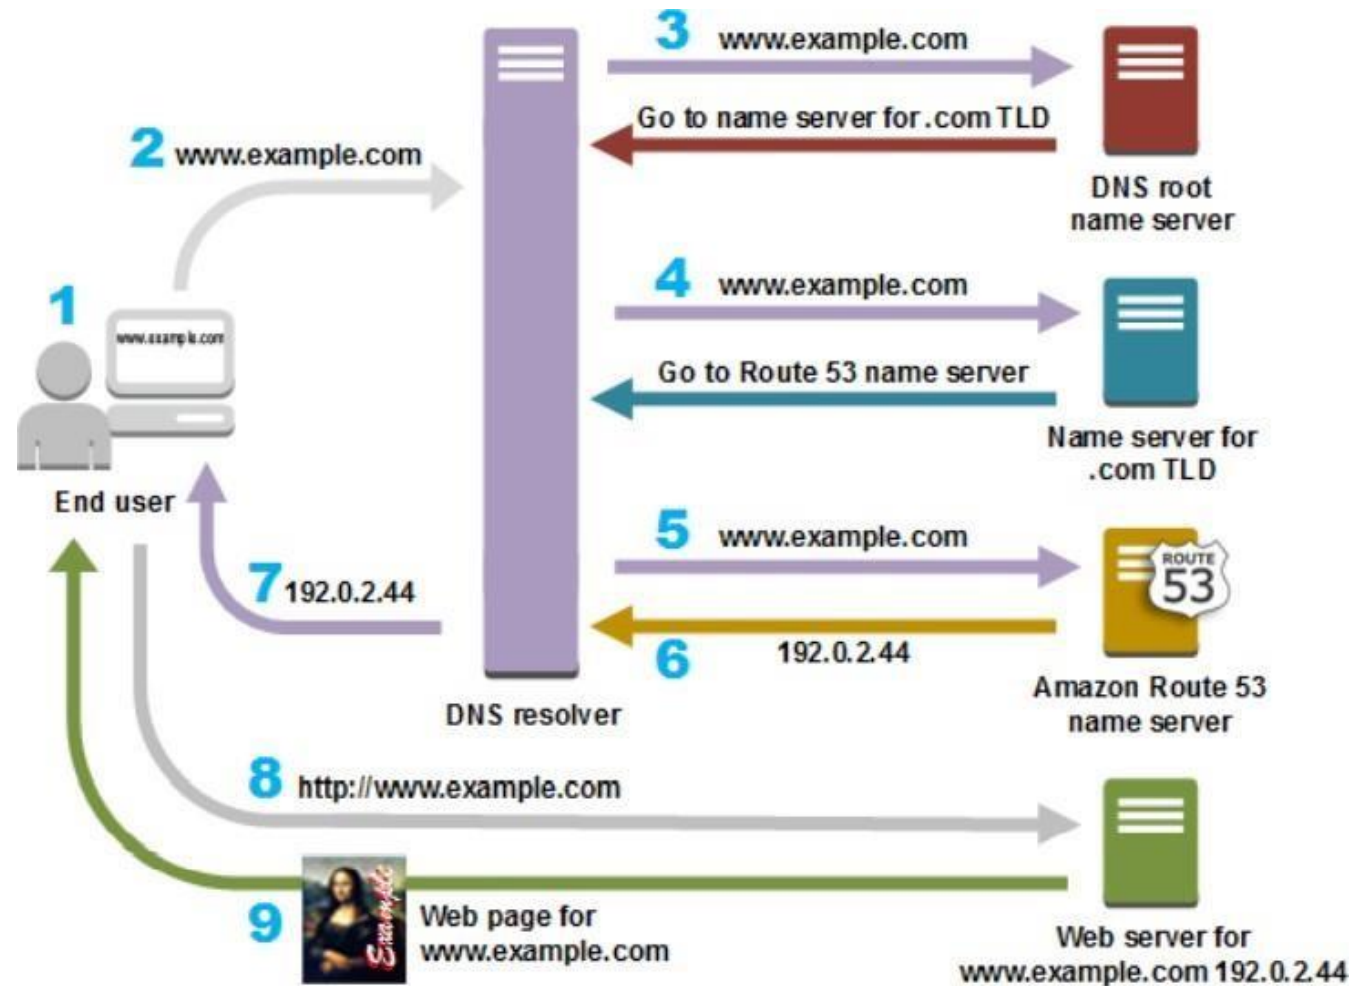 3 www.example.com
Go to name server for .com TLD
DNS root
name server
2 www.example.com
4 www.example.com
Go to Route 53 name server
Name server for
.com TLD
1
www.example.com
End user
5 www.example.com
ROUTE
53
6 192.0.2.44
Amazon Route 53
name server
7 192.0.2.44
DNS resolver
8 http://www.example.com
9 Example
Web page for
www.example.com
Web server for
www.example.com 192.0.2.44